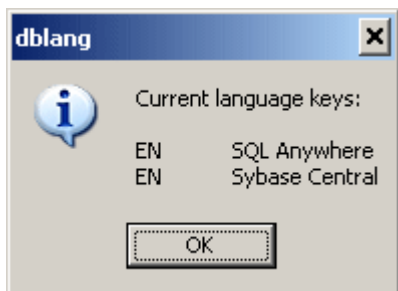 dblang
Current language keys:
EN SQL Anywhere
EN Sybase Central
OK